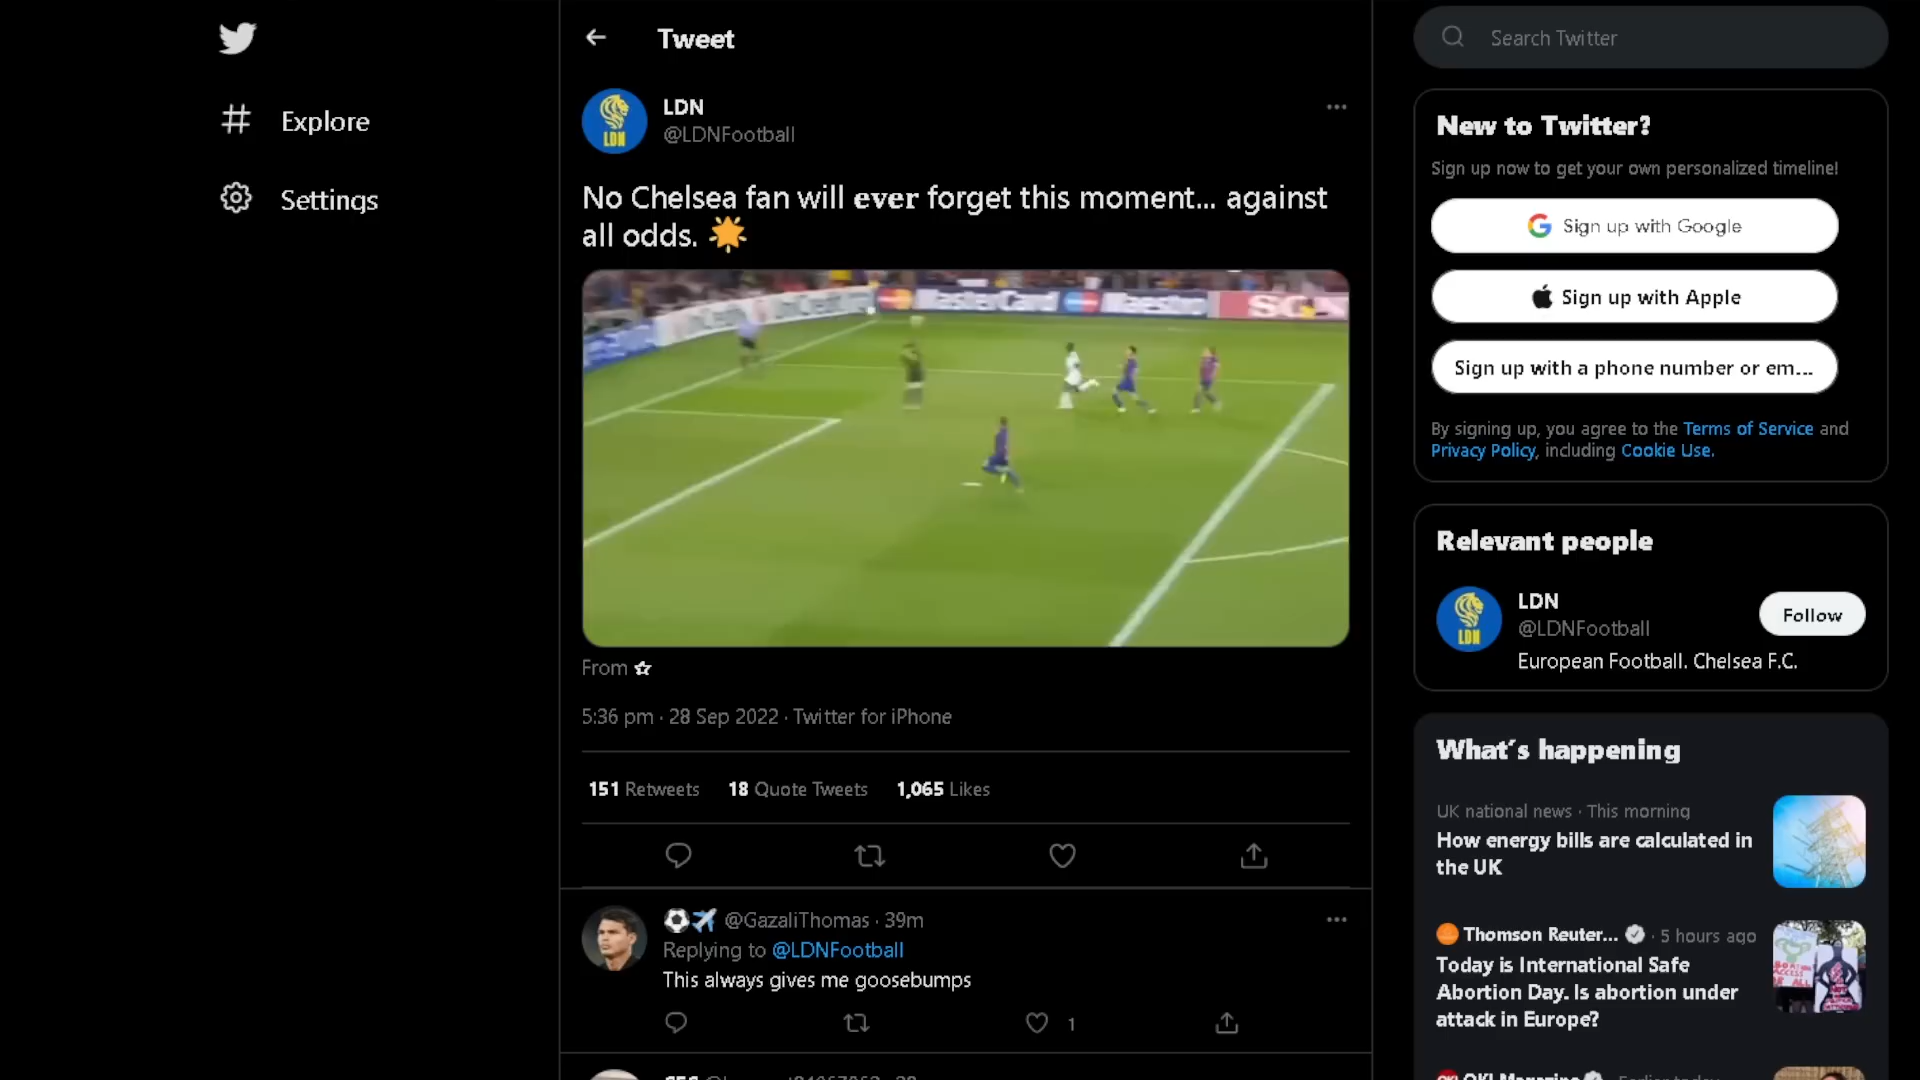 Tweet
Search Twitter
Explore
Settings
LDN
@LDNFootball
LDN
No Chelsea fan will ever forget this moment... against
all odds.
MasterCard
Maestro
From
5:36 pm · 28 Sep 2022 · Twitter for iPhone
151 Retweets 18 Quote Tweets 1,065 Likes
@GazaliThomas · 39m
Replying to @LDNFootball
This always gives me goosebumps
1
New to Twitter?
Sign up now to get your own personalized timeline!
Sign up with Google
Sign up with Apple
Sign up with a phone number or em...
By signing up, you agree to the Terms of Service and
Privacy Policy, including Cookie Use.
Relevant people
LDN
@LDNFootball
LDN
Follow
European Football. Chelsea F.C.
What's happening
UK national news · This morning
How energy bills are calculated in
the UK
Thomson Reuter... · 5 hours ago
Today is International Safe
Abortion Day. Is abortion under
attack in Europe?